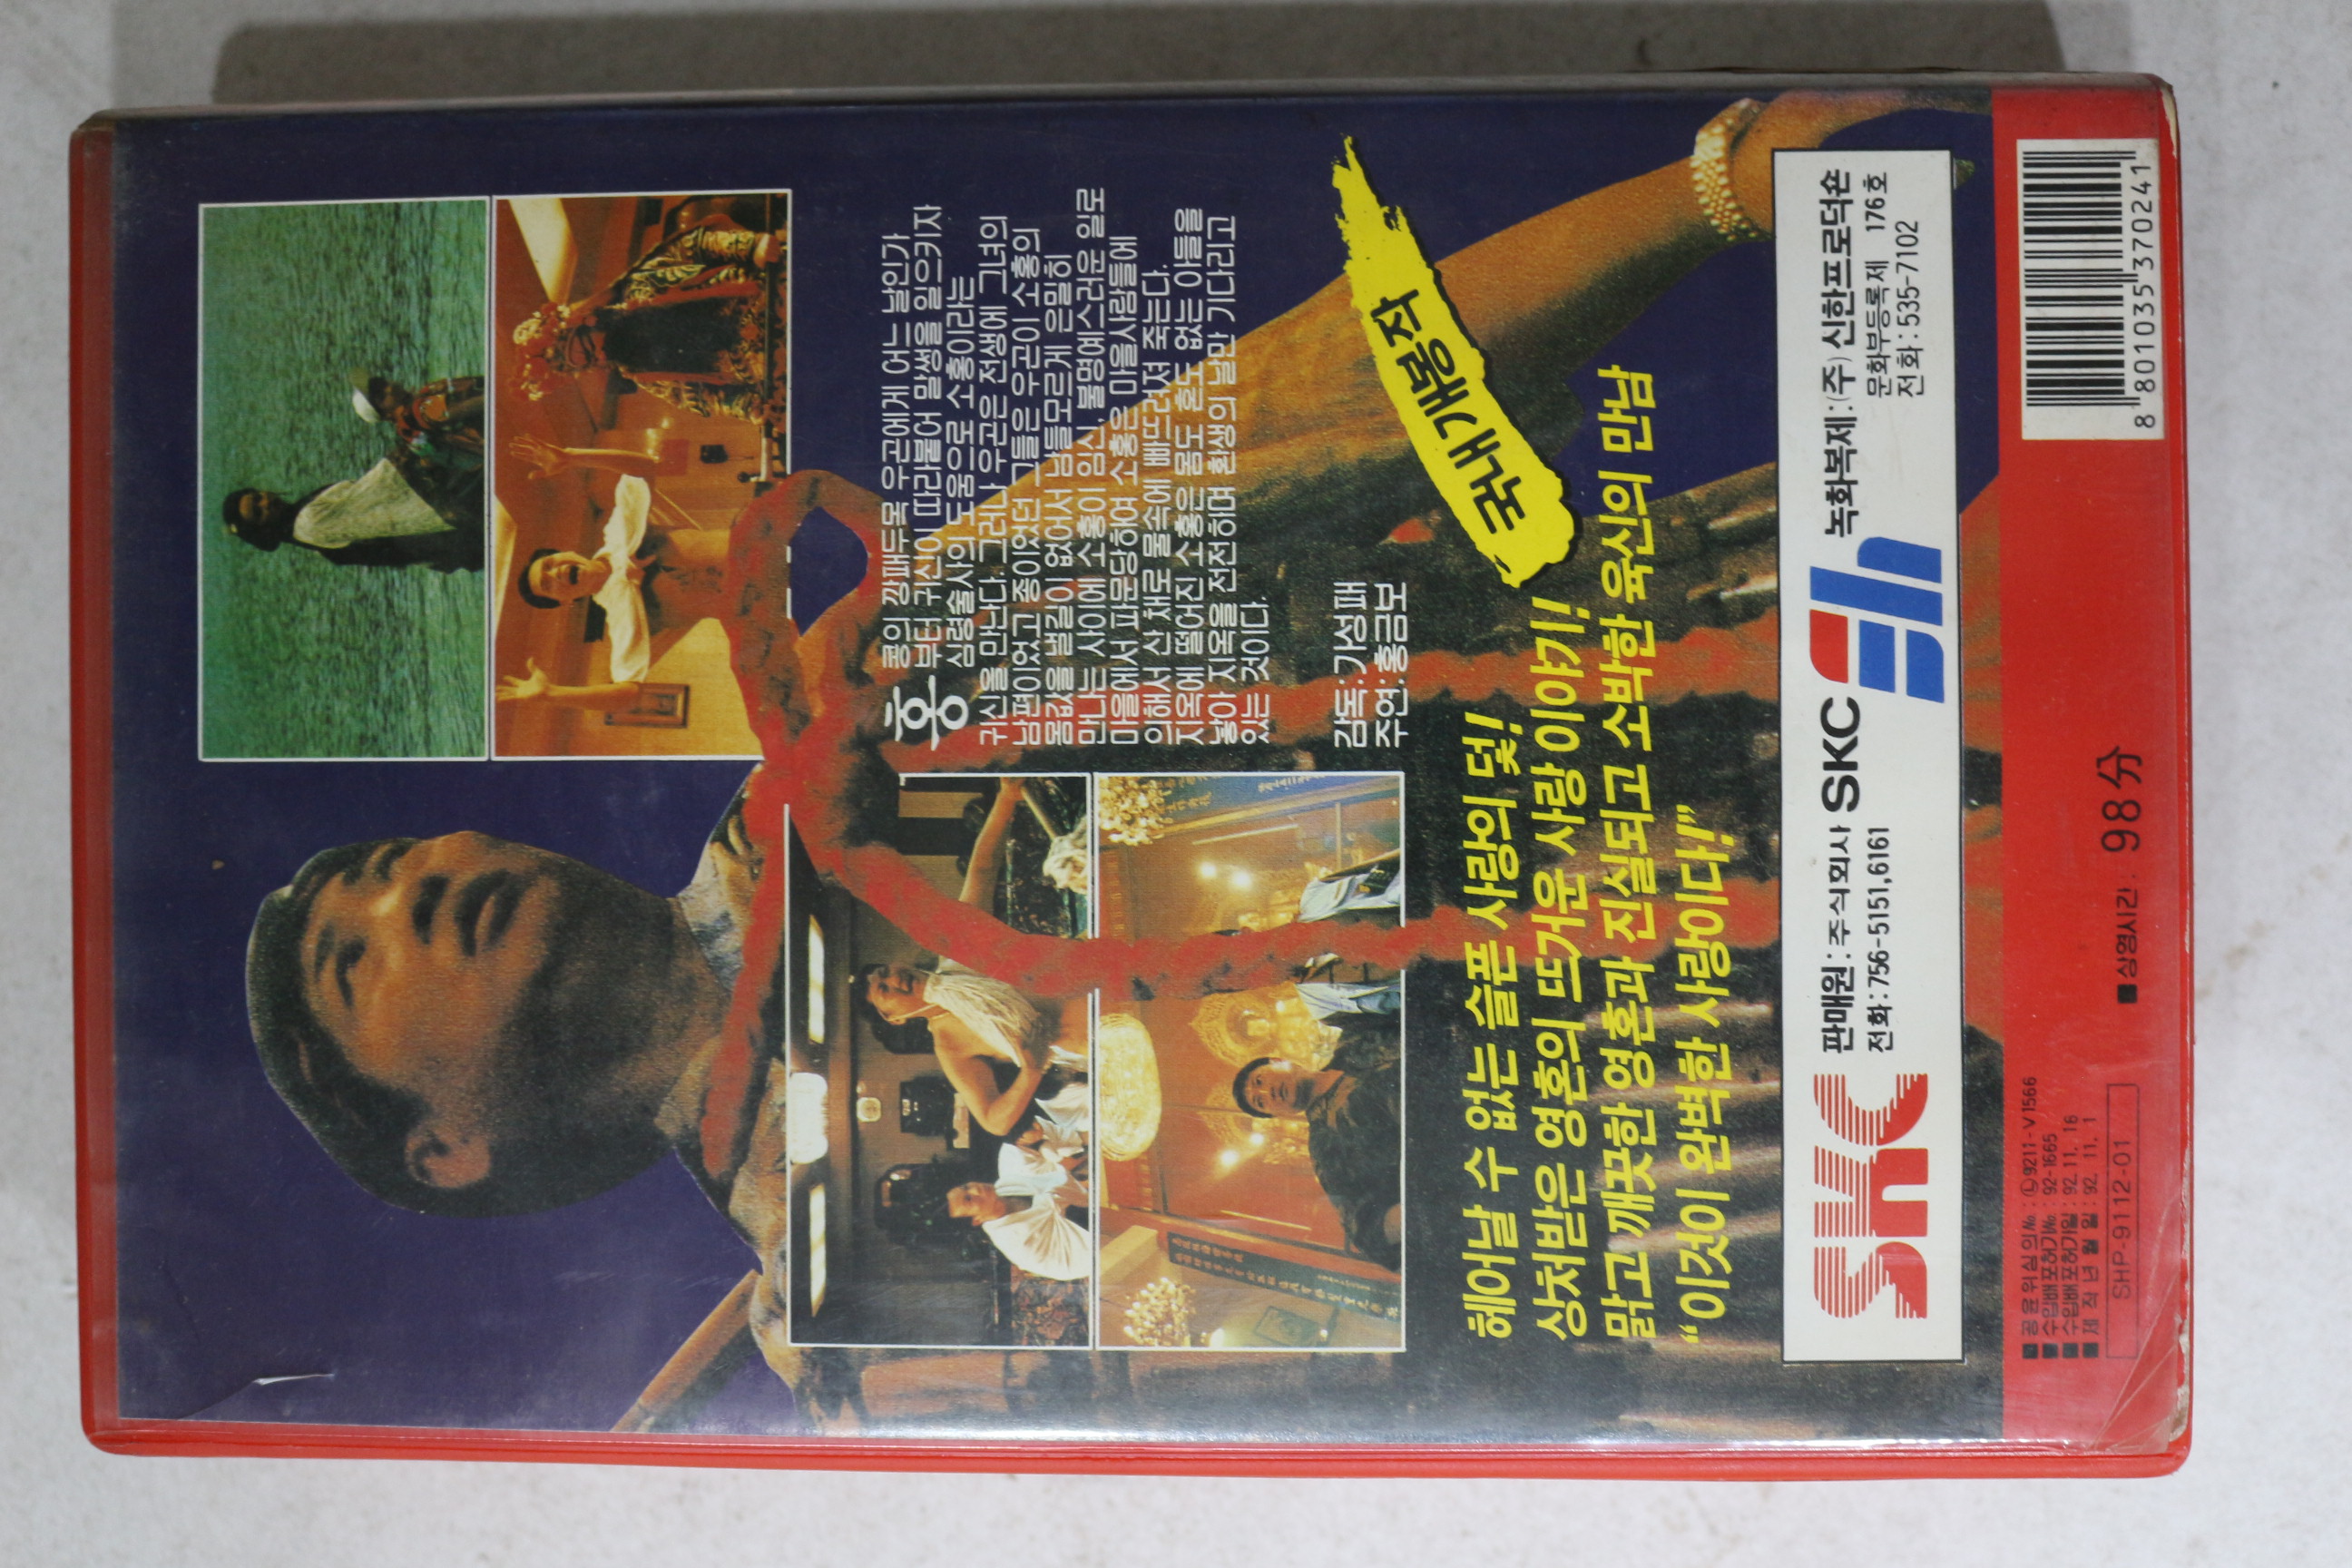 홍콩의 깡패두목 우곤에게 어느 날인가
부터 귀신이 따라붙어 말썽을 일으키자
심령술사의 도움으로 소홍이라는
귀신을 만난다. 그러나 우곤은 전생에 그녀의
남편이었고 종이었던 그들은 우곤이 소홍의
몸값을 낼길이 없어서 남들모르게 은밀히
만나는 사이에 소홍이 임신, 불명예스러운 일로
마을에서 파문당하여 소홍은 마을사람들에
의해서 산 채로 물속에 빠뜨려져 죽는다.
지옥에 떨어진 소홍은 몸도 혼도 없는 아들을
낳아 지옥을 전전하며 환생의 날만 기다리고
있는 것이다.
감독:가성패
주연:홍금보
국내개봉작
헤어날 수 없는 슬픈 사랑의 덫!
상처받은 영혼의 뜨거운 사랑 이야기!
맑고 깨끗한 영혼과 진실되고 소박한 육신의 만남
“이것이 완벽한 사랑이다!”
SKC
판매원:주식회사 SKC
전화:756-5151,6161
녹화복제:(주)신한프로덕숀
문화부등록제 176호
전화:535-7102
■공윤위심의№:㉡9211-V1566
■수입배포허가№:92-1665
■수입배포허가일:92.11.16
■제작년월일:92.11.1
SHP-9112-01
■상영시간. 98分
8 801035 370241